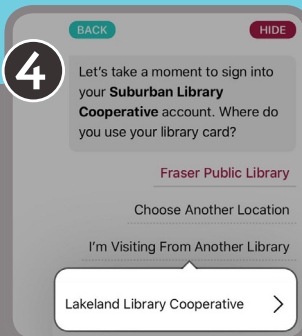 BACK
HIDE
4
Let's take a moment to sign into
your Suburban Library
Cooperative account. Where do
you use your library card?
Fraser Public Library
Choose Another Location
I'm Visiting From Another Library
Lakeland Library Cooperative